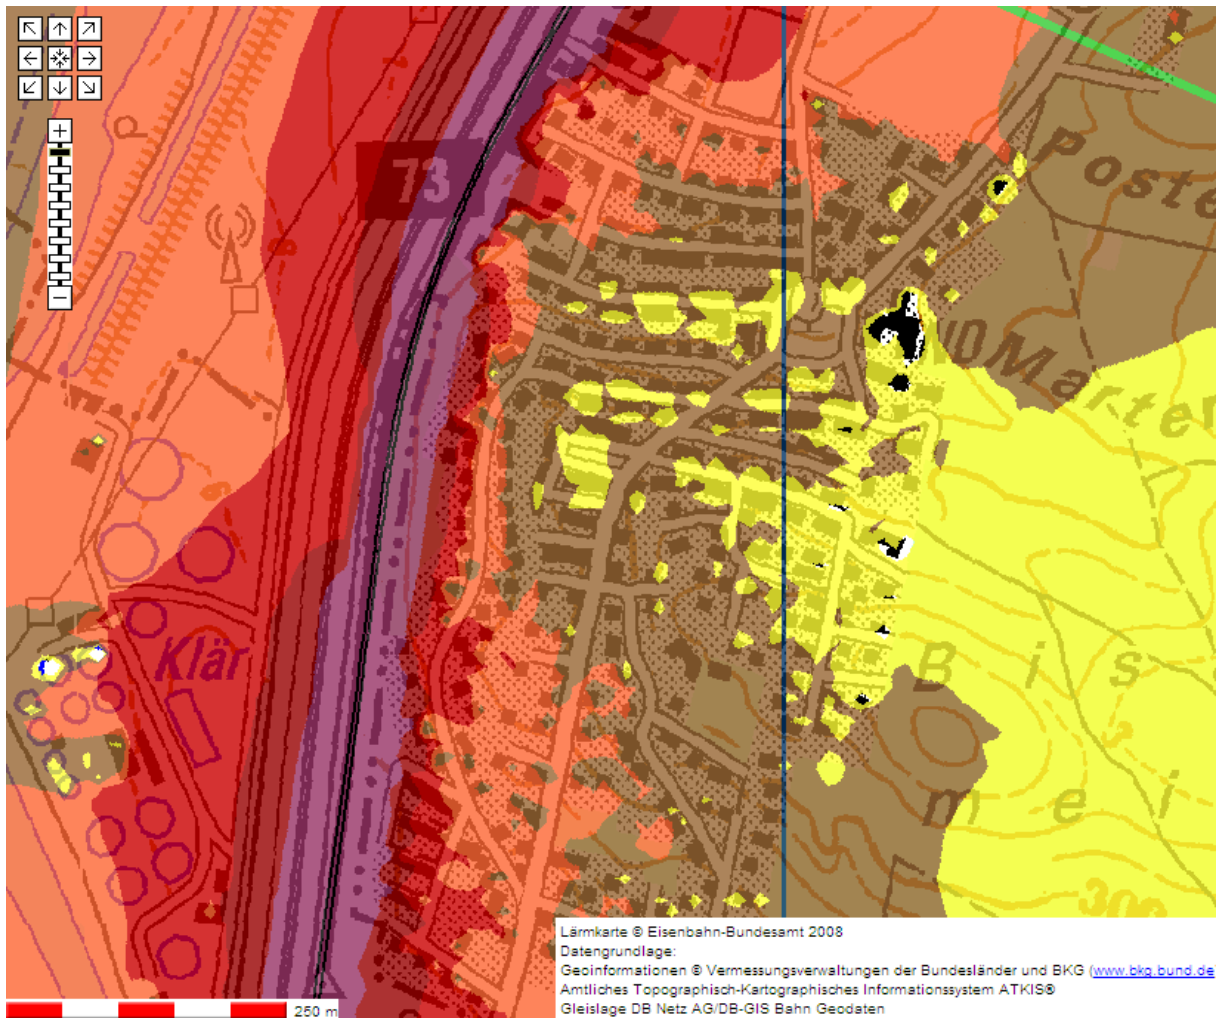 73
Poste
Marter
Klär
B i s
m e i
300
Lärmkarte © Eisenbahn-Bundesamt 2008
Datengrundlage:
Geoinformationen © Vermessungsverwaltungen der Bundesländer und BKG (www.bkg.bund.de)
Amtliches Topographisch-Kartographisches Informationssystem ATKIS®
Gleislage DB Netz AG/DB-GIS Bahn Geodaten
250 m